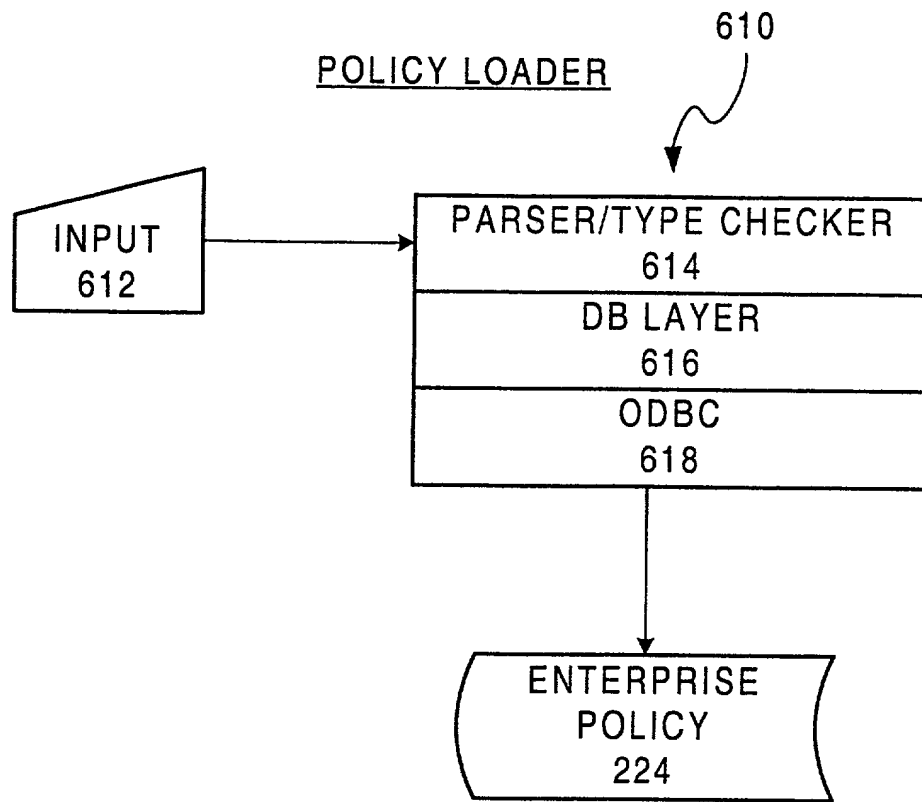 610
POLICY LOADER
INPUT
612
PARSER/TYPE CHECKER
614
DB LAYER
616
ODBC
618
ENTERPRISE
POLICY
224